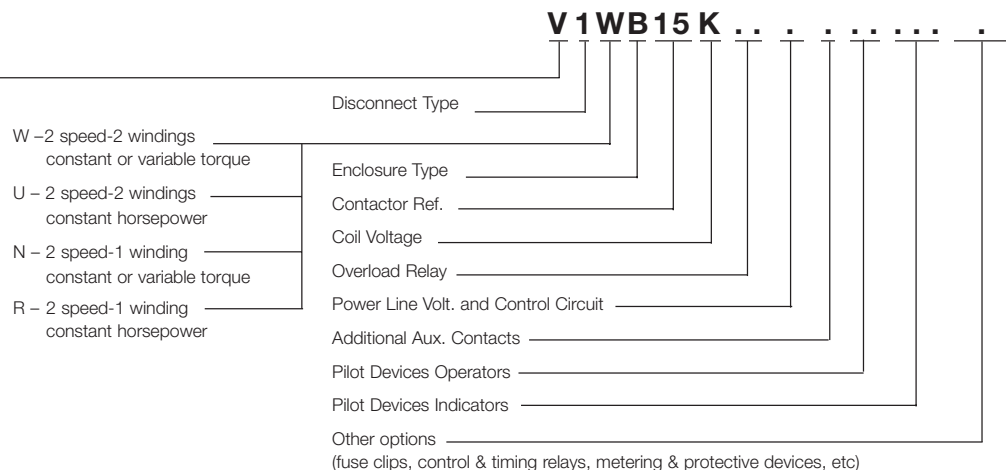 V 1 W B 15 K . . . . . . . . . .
Disconnect Type
W –2 speed-2 windings
constant or variable torque
Enclosure Type
U – 2 speed-2 windings
constant horsepower
Contactor Ref.
Coil Voltage
N – 2 speed-1 winding
constant or variable torque
Overload Relay
R – 2 speed-1 winding
constant horsepower
Power Line Volt. and Control Circuit
Additional Aux. Contacts
Pilot Devices Operators
Pilot Devices Indicators
Other options
(fuse clips, control & timing relays, metering & protective devices, etc)